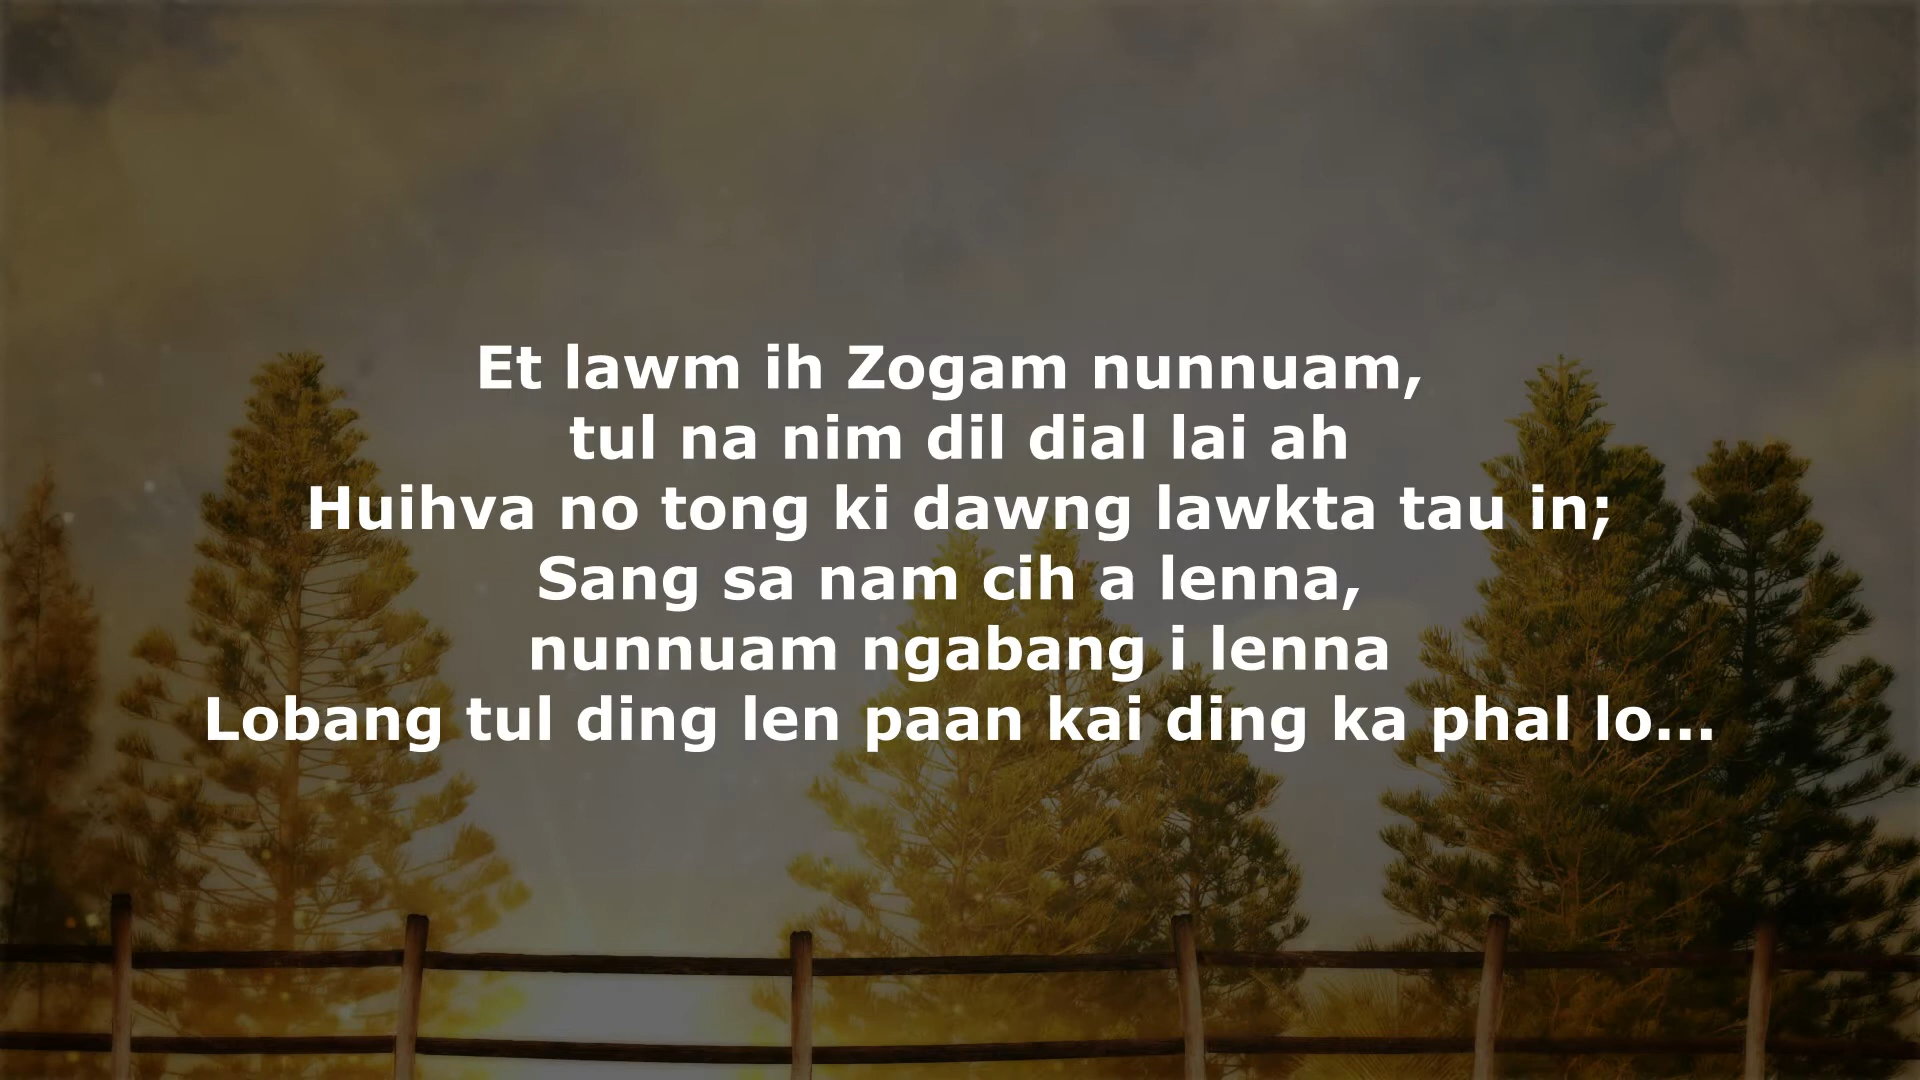 Et lawm ih Zogam nunnuam,
tul na nim dil dial lai ah
Huihva no tong ki dawng lawkta tau in;
Sang sa nam cih a lenna,
nunnuam ngabang i lenna
Lobang tul ding len paan kai ding ka phal lo...